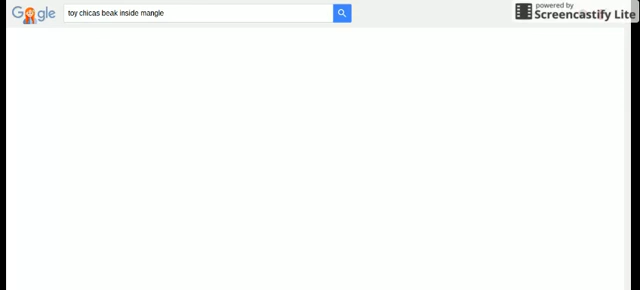 Google
toy chicas beak inside mangle
powered by
Screencastify Lite